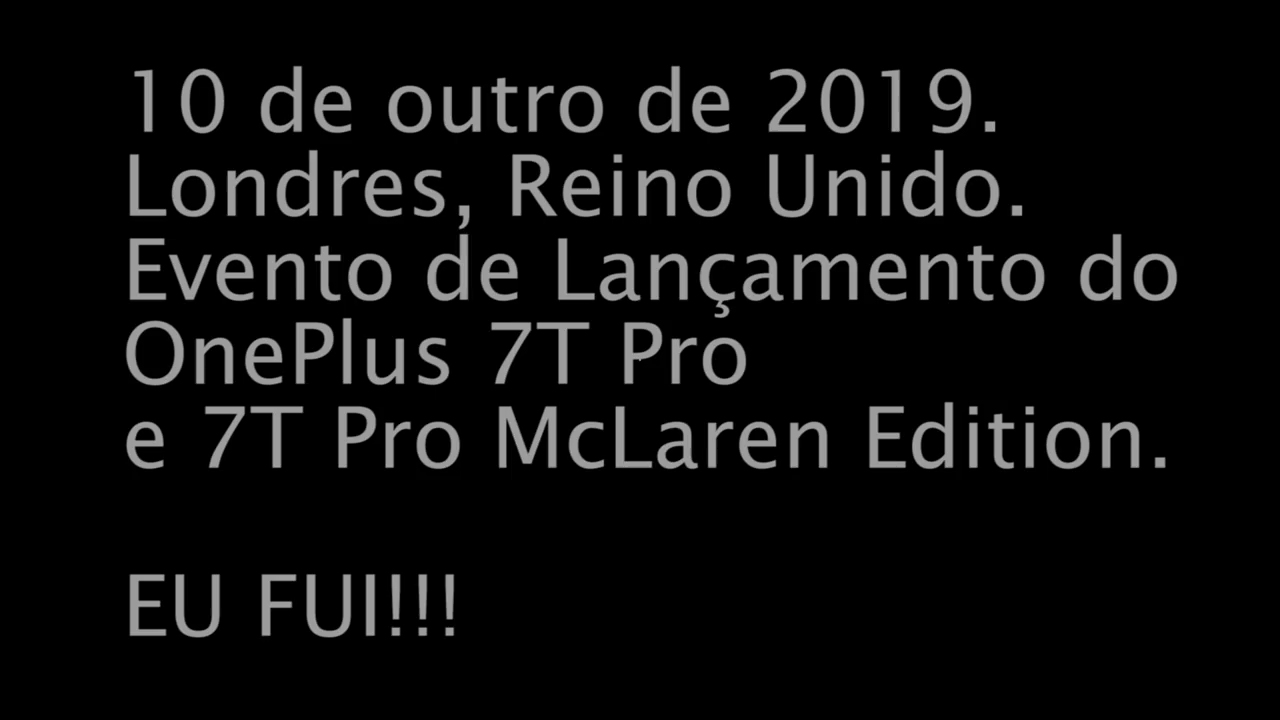 10 de outro de 2019.
Londres, Reino Unido.
Evento de Lançamento do
OnePlus 7T Pro
e 7T Pro McLaren Edition.
EU FUI!!!